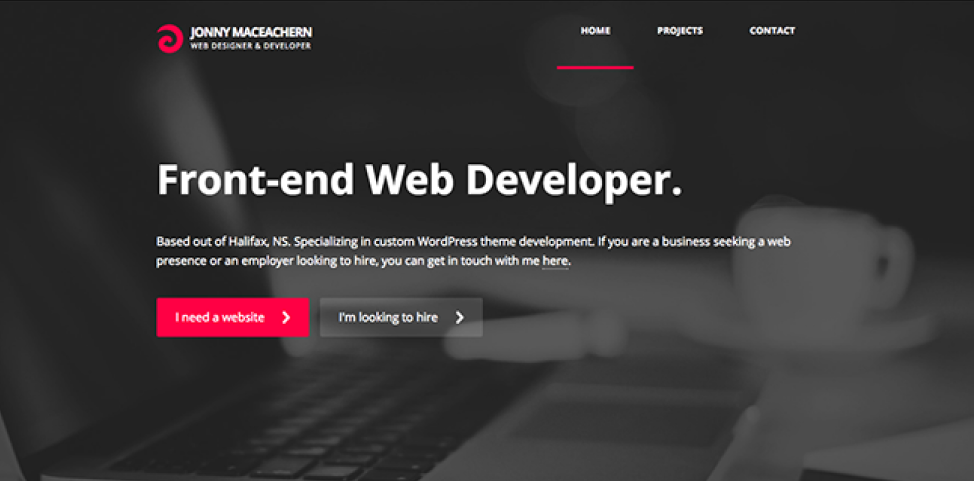 JONNY MACEACHERN
WEB DESIGNER & DEVELOPER
HOME
PROJECTS
CONTACT
Front-end Web Developer.
Based out of Halifax, NS. Specializing in custom WordPress theme development. If you are a business seeking a web
presence or an employer looking to hire, you can get in touch with me here.
I need a website
I'm looking to hire